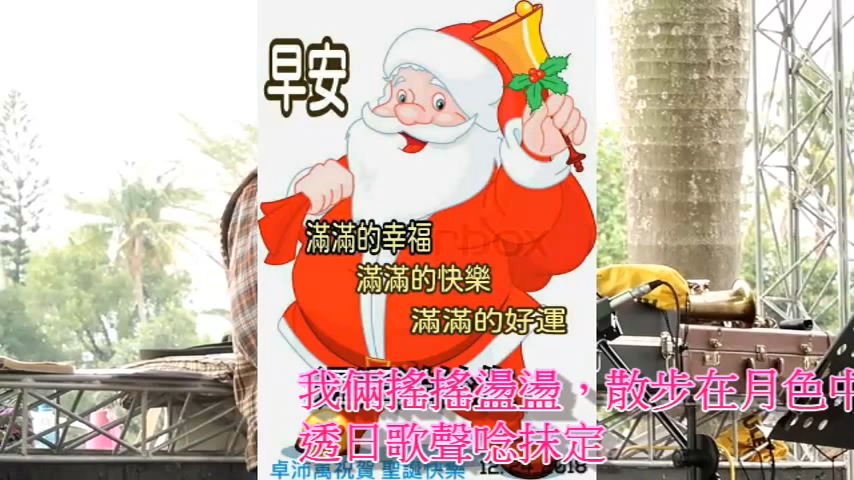 早安
滿滿的幸福
滿滿的快樂
滿滿的好運
我倆搖搖盪盪，散步在月色中
透日歌聲唸抹定
卓沛萬祝賀 聖誕快樂